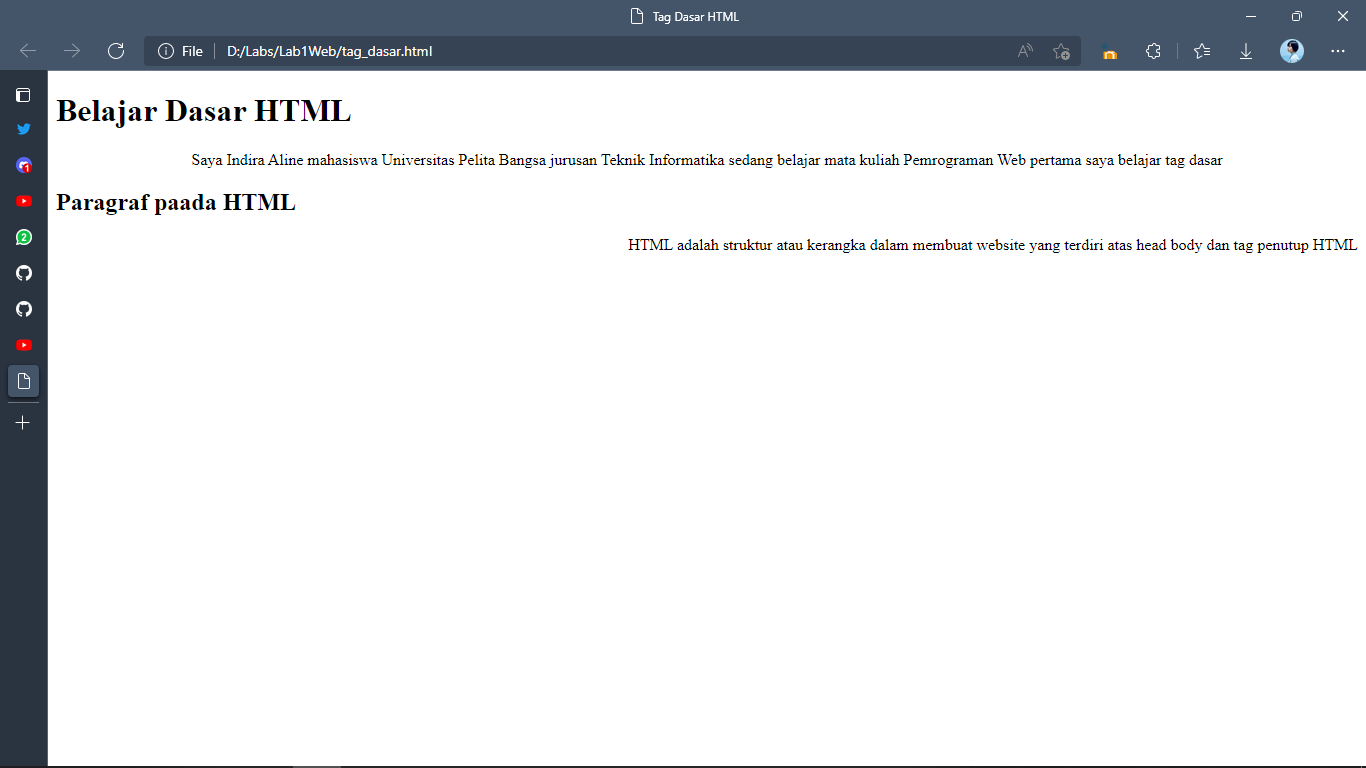 Tag Dasar HTML
File
D:/Labs/Lab1Web/tag_dasar.html
Belajar Dasar HTML
Saya Indira Aline mahasiswa Universitas Pelita Bangsa jurusan Teknik Informatika sedang belajar mata kuliah Pemrograman Web pertama saya belajar tag dasar
Paragraf paada HTML
HTML adalah struktur atau kerangka dalam membuat website yang terdiri atas head body dan tag penutup HTML
1
2